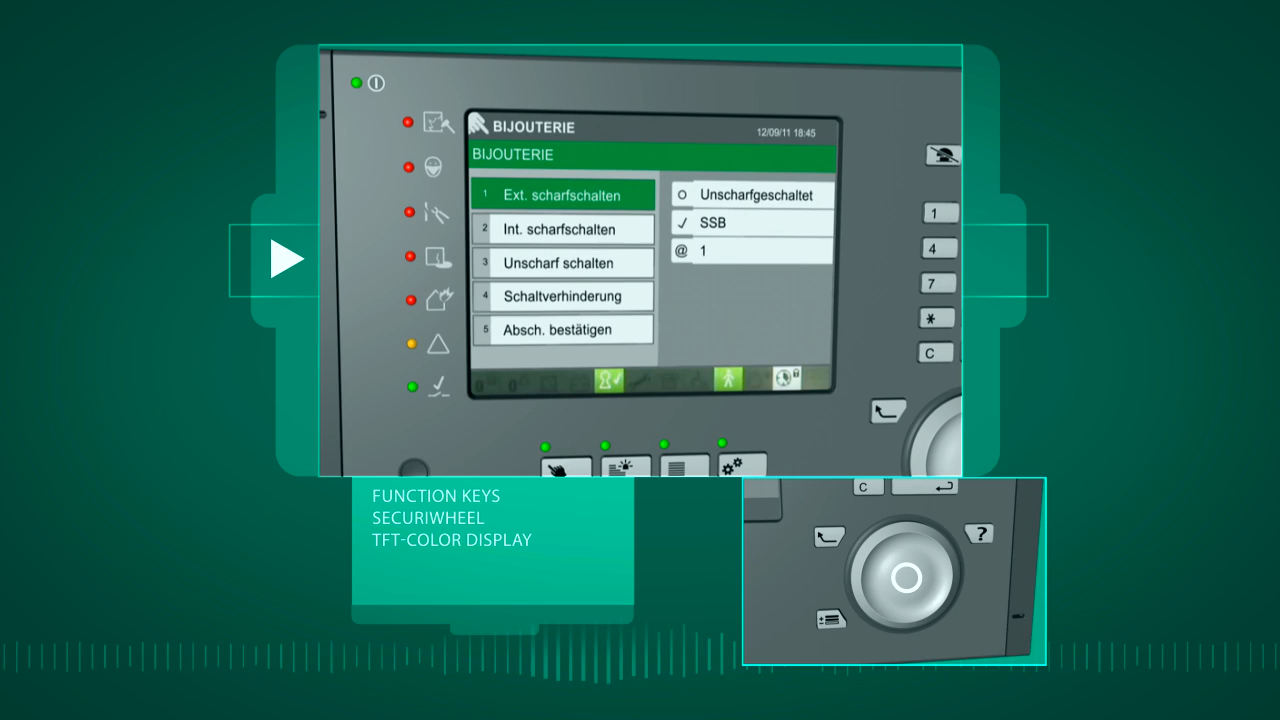 BIJOUTERIE
12/09/11 18:45
BIJOUTERIE
1 Ext. scharfschalten
2 Int. scharfschalten
3 Unscharf schalten
4 Schaltverhinderung
5 Absch. bestätigen
O Unscharfgeschaltet
✓ SSB
@ 1
1
4
7
*
C
FUNCTION KEYS
SECURIWHEEL
TFT-COLOR DISPLAY
C
?